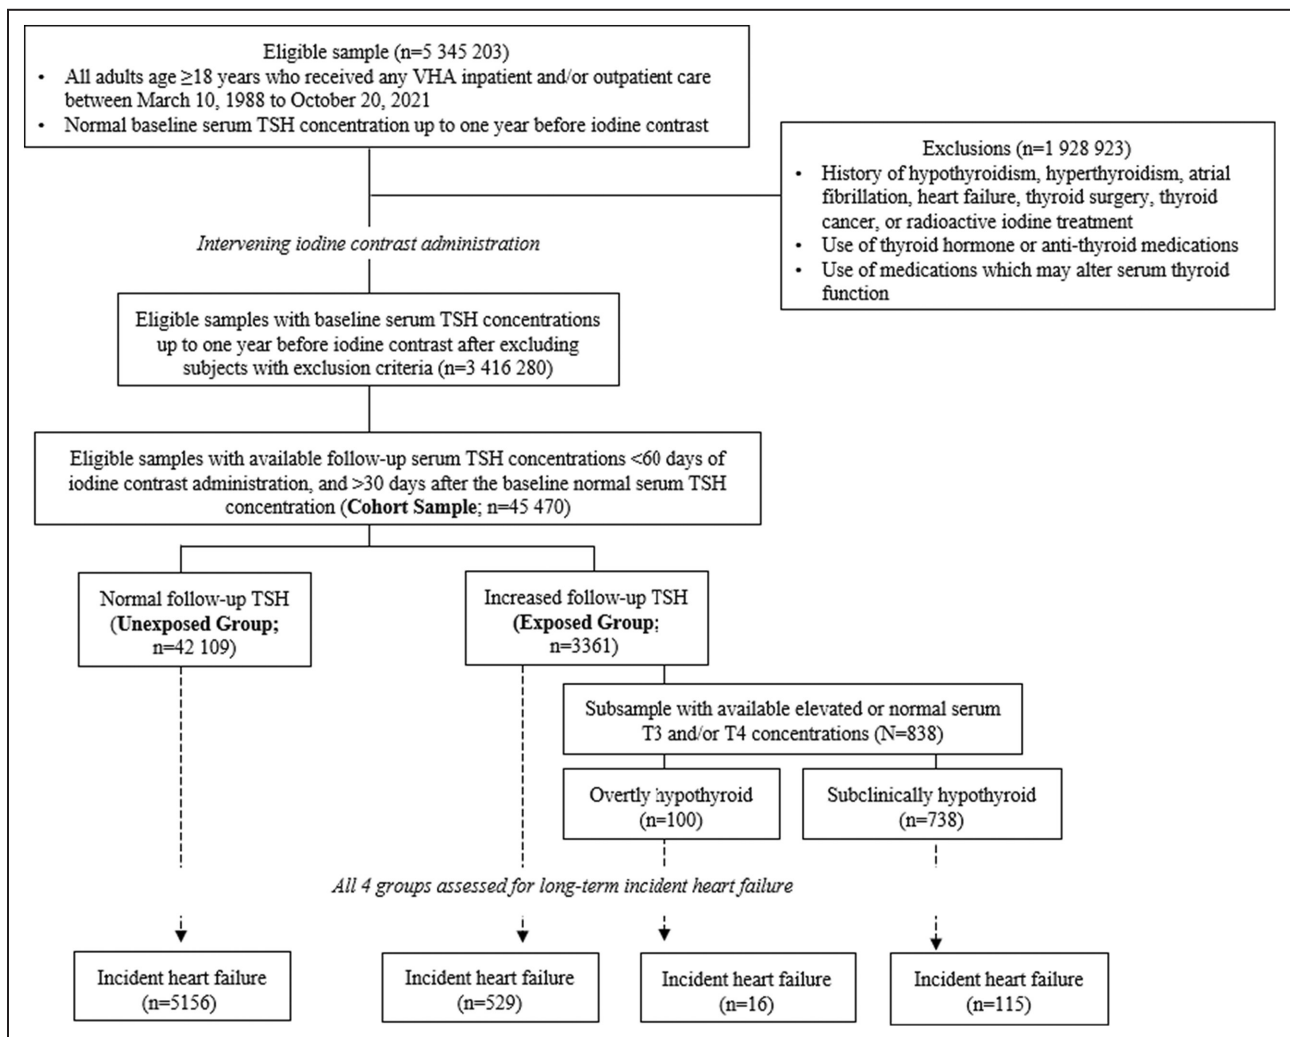 Eligible sample (n=5 345 203)
• All adults age ≥18 years who received any VHA inpatient and/or outpatient care
between March 10, 1988 to October 20, 2021
• Normal baseline serum TSH concentration up to one year before iodine contrast
Exclusions (n=1 928 923)
• History of hypothyroidism, hyperthyroidism, atrial
fibrillation, heart failure, thyroid surgery, thyroid
cancer, or radioactive iodine treatment
• Use of thyroid hormone or anti-thyroid medications
• Use of medications which may alter serum thyroid
function
Intervening iodine contrast administration
Eligible samples with baseline serum TSH concentrations
up to one year before iodine contrast after excluding
subjects with exclusion criteria (n=3 416 280)
Eligible samples with available follow-up serum TSH concentrations <60 days of
iodine contrast administration, and >30 days after the baseline normal serum TSH
concentration (Cohort Sample; n=45 470)
Normal follow-up TSH
(Unexposed Group;
n=42 109)
Increased follow-up TSH
(Exposed Group;
n=3361)
Subsample with available elevated or normal serum
T3 and/or T4 concentrations (N=838)
Overtly hypothyroid
(n=100)
Subclinically hypothyroid
(n=738)
All 4 groups assessed for long-term incident heart failure
Incident heart failure
(n=5156)
Incident heart failure
(n=529)
Incident heart failure
(n=16)
Incident heart failure
(n=115)